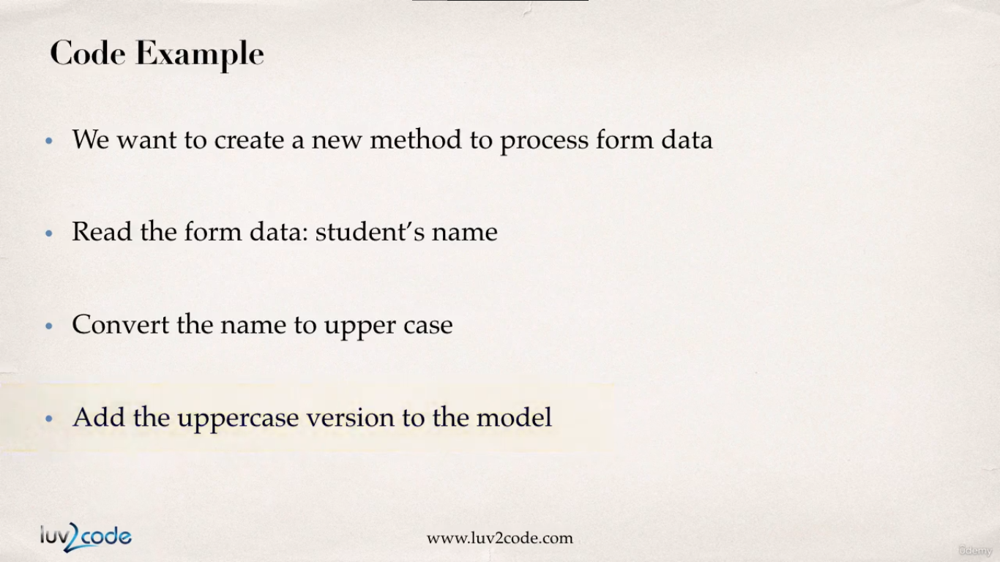 Code Example
• We want to create a new method to process form data
• Read the form data: student’s name
• Convert the name to upper case
• Add the uppercase version to the model
luv2code
www.luv2code.com
ûdemy